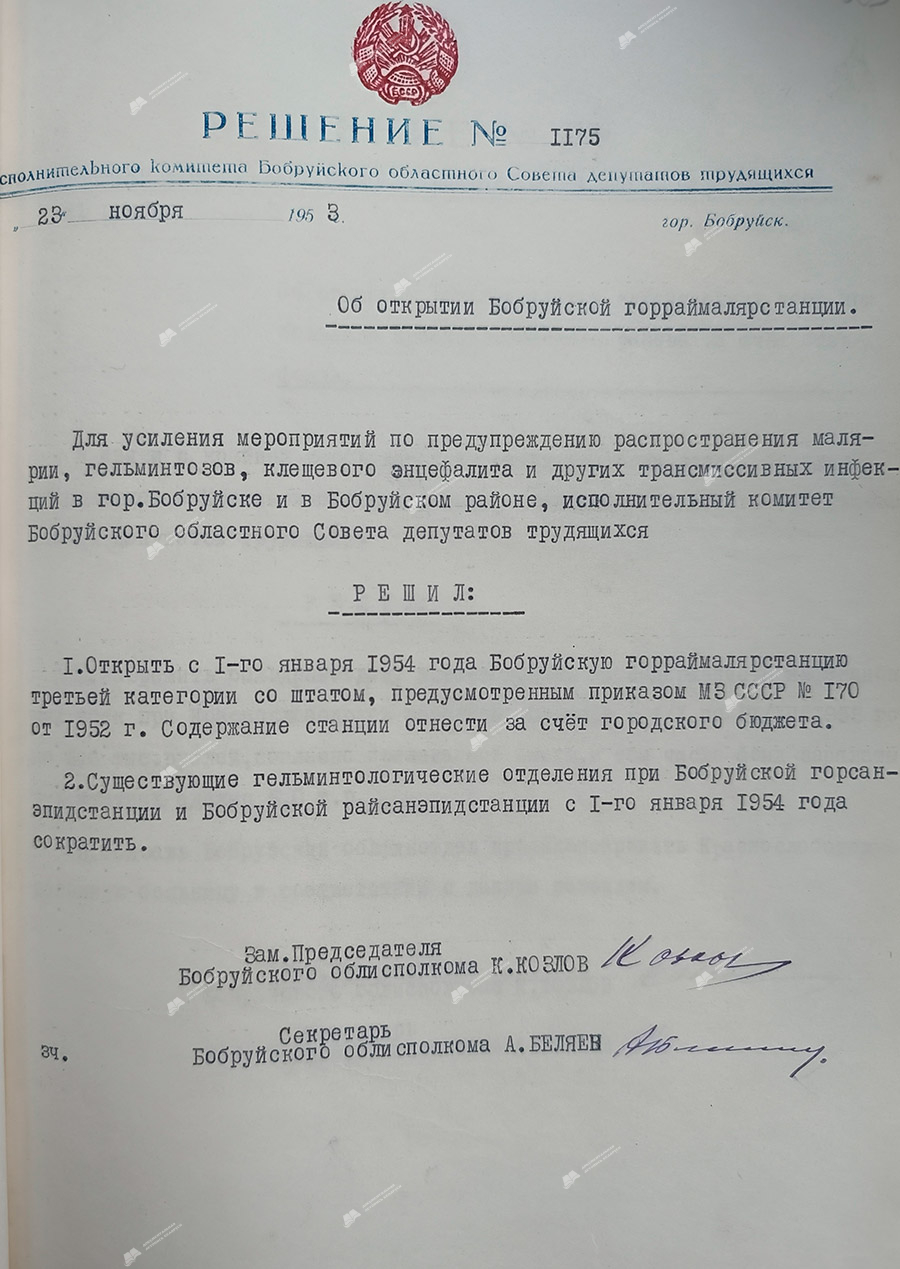 БССР
РЕШЕНИЕ № 1175
сполнительного комитета Бобруйского областного Совета депутатов трудящихся
„23“ ноября 1953.
гор. Бобруйск.
Об открытии Бобруйской горраймалярстанции.
Для усиления мероприятий по предупреждению распространения маля-
рии, гельминтозов, клещевого энцефалита и других трансмиссивных инфек-
ций в гор.Бобруйске и в Бобруйском районе, исполнительный комитет
Бобруйского областного Совета депутатов трудящихся
Р Е Ш И Л:
1.Открыть с 1-го января 1954 года Бобруйскую горраймалярстанцию
третьей категории со штатом, предусмотренным приказом МЗ СССР № 170
от 1952 г. Содержание станции отнести за счёт городского бюджета.
2.Существующие гельминтологические отделения при Бобруйской горсан-
эпидстанции и Бобруйской райсанэпидстанции с 1-го января 1954 года
сократить.
Зам.Председателя
Бобруйского облисполкома К.КОЗЛОВ
Секретарь
Бобруйского облисполкома А.БЕЛЯЕВ
зч.